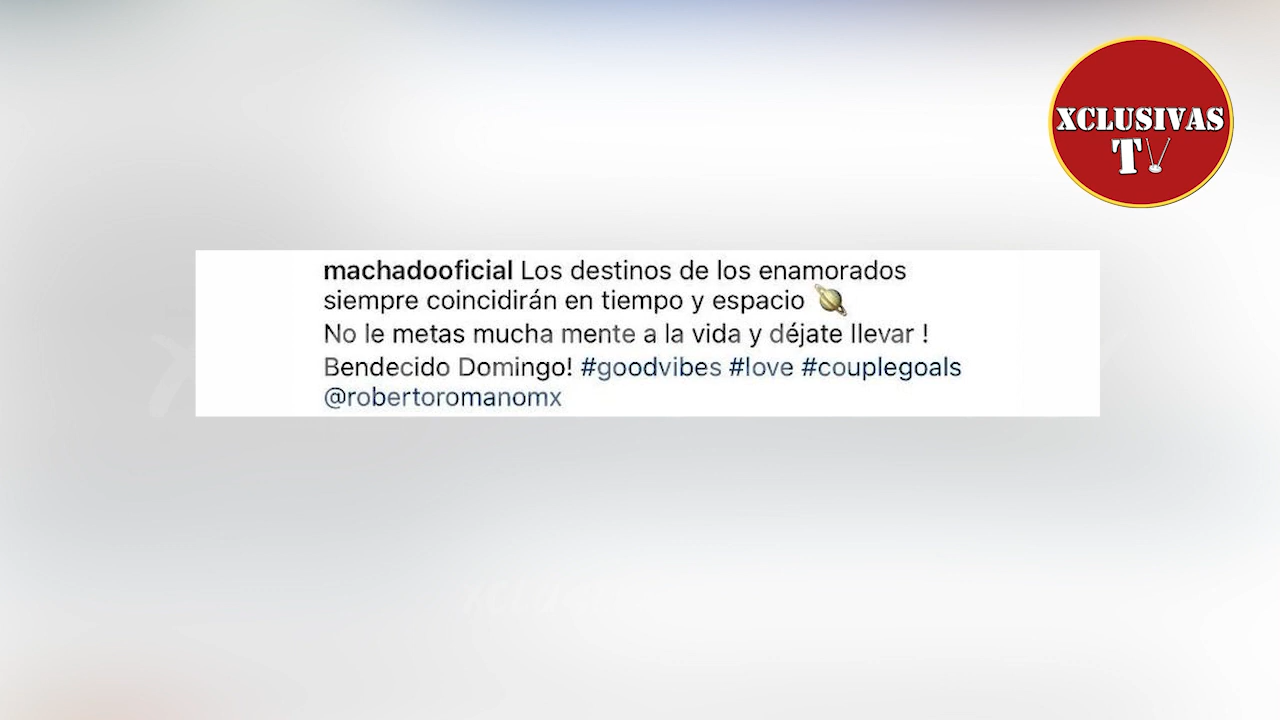 XCLUSIVAS
TV
machadooficial Los destinos de los enamorados
siempre coincidirán en tiempo y espacio 🪐
No le metas mucha mente a la vida y déjate llevar !
Bendecido Domingo! #goodvibes #love #couplegoals
@robertoromanomx